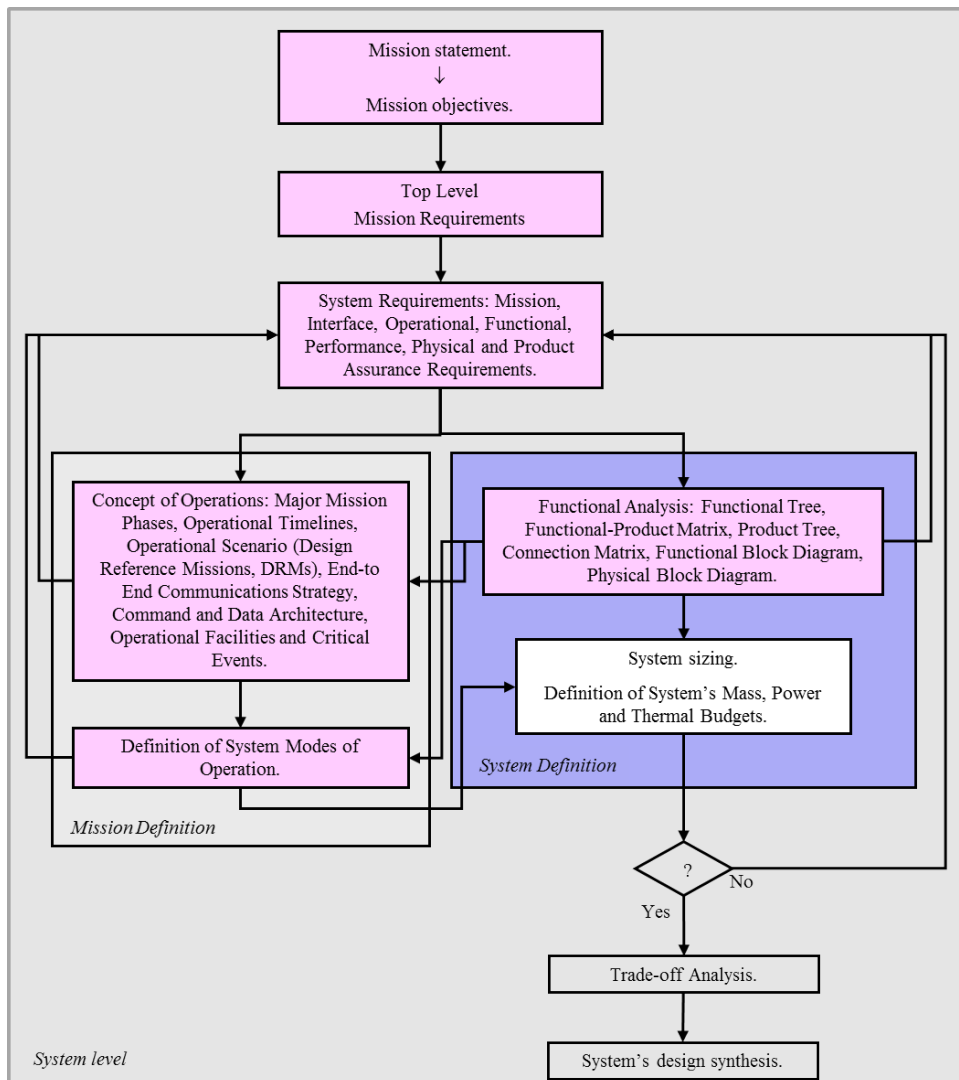 Mission statement.
↓
Mission objectives.
Top Level
Mission Requirements
System Requirements: Mission,
Interface, Operational, Functional,
Performance, Physical and Product
Assurance Requirements.
Concept of Operations: Major Mission
Phases, Operational Timelines,
Operational Scenario (Design
Reference Missions, DRMs), End-to
End Communications Strategy,
Command and Data Architecture,
Operational Facilities and Critical
Events.
Functional Analysis: Functional Tree,
Functional-Product Matrix, Product Tree,
Connection Matrix, Functional Block Diagram,
Physical Block Diagram.
System sizing.
Definition of System’s Mass, Power
and Thermal Budgets.
Definition of System Modes of
Operation.
System Definition
Mission Definition
?
No
Yes
Trade-off Analysis.
System’s design synthesis.
System level